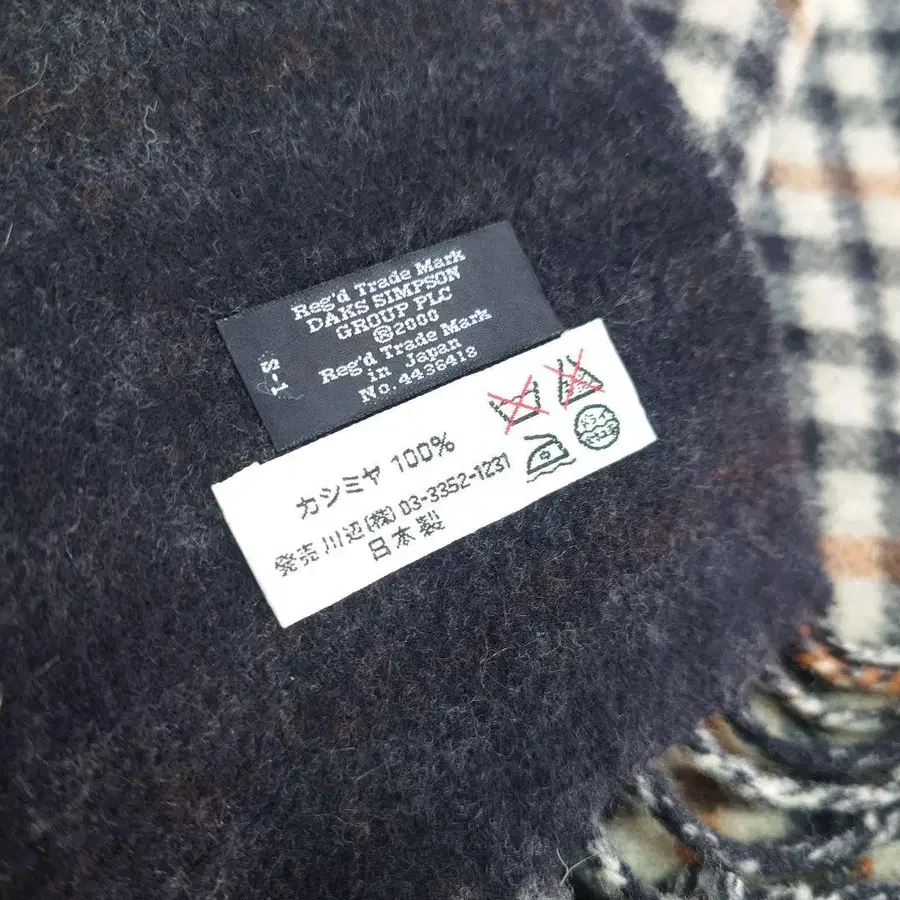 Reg'd Trade Mark
DAKS SIMPSON
GROUP PLC
®2000
Reg'd Trade Mark
in Japan
No.4436418
1-S
カシミヤ 100%
発売 川辺(株) 03-3352-1231
日本製